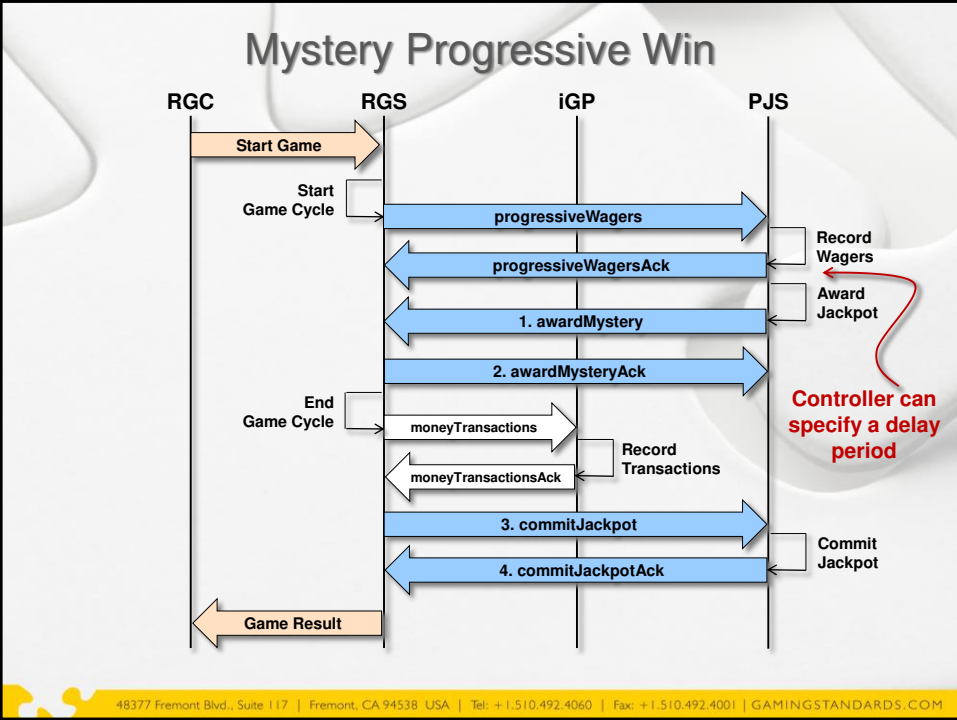 Mystery Progressive Win
RGC
RGS
iGP
PJS
Start Game
Start
Game Cycle
progressiveWagers
Record
Wagers
progressiveWagersAck
Award
Jackpot
1. awardMystery
2. awardMysteryAck
Controller can
specify a delay
period
End
Game Cycle
moneyTransactions
Record
Transactions
moneyTransactionsAck
3. commitJackpot
Commit
Jackpot
4. commitJackpotAck
Game Result
48377 Fremont Blvd., Suite 117 | Fremont, CA 94538 USA | Tel: +1.510.492.4060 | Fax: +1.510.492.4001 | GAMINGSTANDARDS.COM